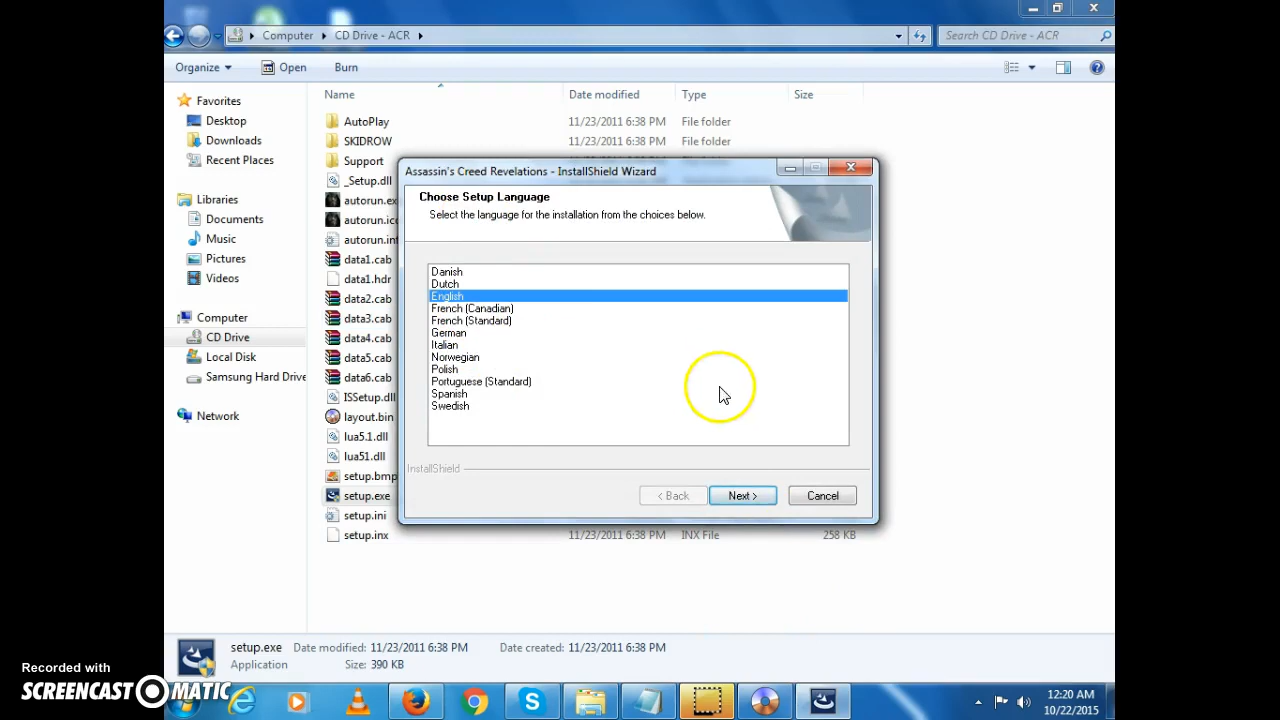 Computer
CD Drive - ACR
Search CD Drive - ACR
Organize
Open
Burn
Name
Date modified
Type
Size
Favorites
Desktop
Downloads
Recent Places
Libraries
Documents
Music
Pictures
Videos
Computer
CD Drive
Local Disk
Samsung Hard Drive
Network
AutoPlay
11/23/2011 6:38 PM
File folder
SKIDROW
11/23/2011 6:38 PM
File folder
Support
_Setup.dll
autorun.ex
autorun.ico
autorun.inf
data1.cab
data1.hdr
data2.cab
data3.cab
data4.cab
data5.cab
data6.cab
ISSetup.dll
layout.bin
lua5.1.dll
lua51.dll
setup.bmp
setup.exe
setup.ini
setup.inx
11/23/2011 6:38 PM
INX File
258 KB
Assassin's Creed Revelations - InstallShield Wizard
Choose Setup Language
Select the language for the installation from the choices below.
Danish
Dutch
English
French (Canadian)
French (Standard)
German
Italian
Norwegian
Polish
Portuguese (Standard)
Spanish
Swedish
InstallShield
< Back
Next >
Cancel
setup.exe
Date modified: 11/23/2011 6:38 PM
Date created: 11/23/2011 6:38 PM
Application
Size: 390 KB
Recorded with
SCREENCAST MATIC
12:20 AM
10/22/2015